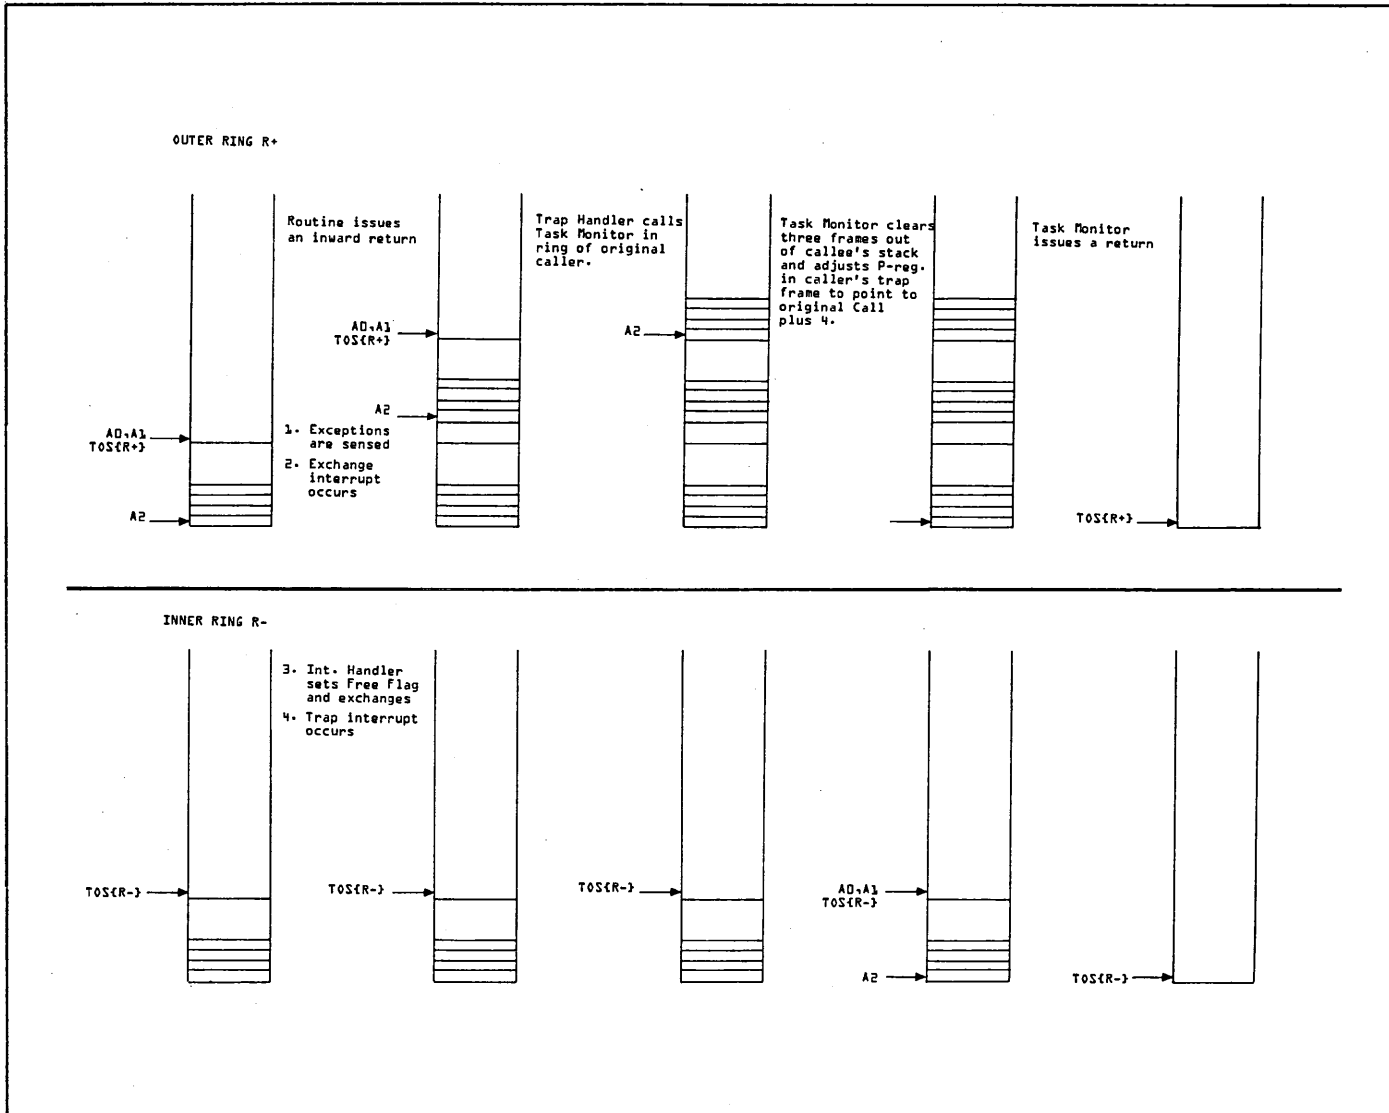 OUTER RING R+
Routine issues
an inward return
Trap Handler calls
Task Monitor in
ring of original
caller.
Task Monitor clears
three frames out
of callee's stack
and adjusts P-reg.
in caller's trap
frame to point to
original Call
plus 4.
Task Monitor
issues a return
A0,A1
TOS{R+}
A2
A2
A0,A1
TOS{R+}
1. Exceptions
are sensed
2. Exchange
interrupt
occurs
A2
TOS{R+}
INNER RING R-
3. Int. Handler
sets Free Flag
and exchanges
4. Trap interrupt
occurs
TOS{R-}
TOS{R-}
TOS{R-}
A0,A1
TOS{R-}
A2
TOS{R-}